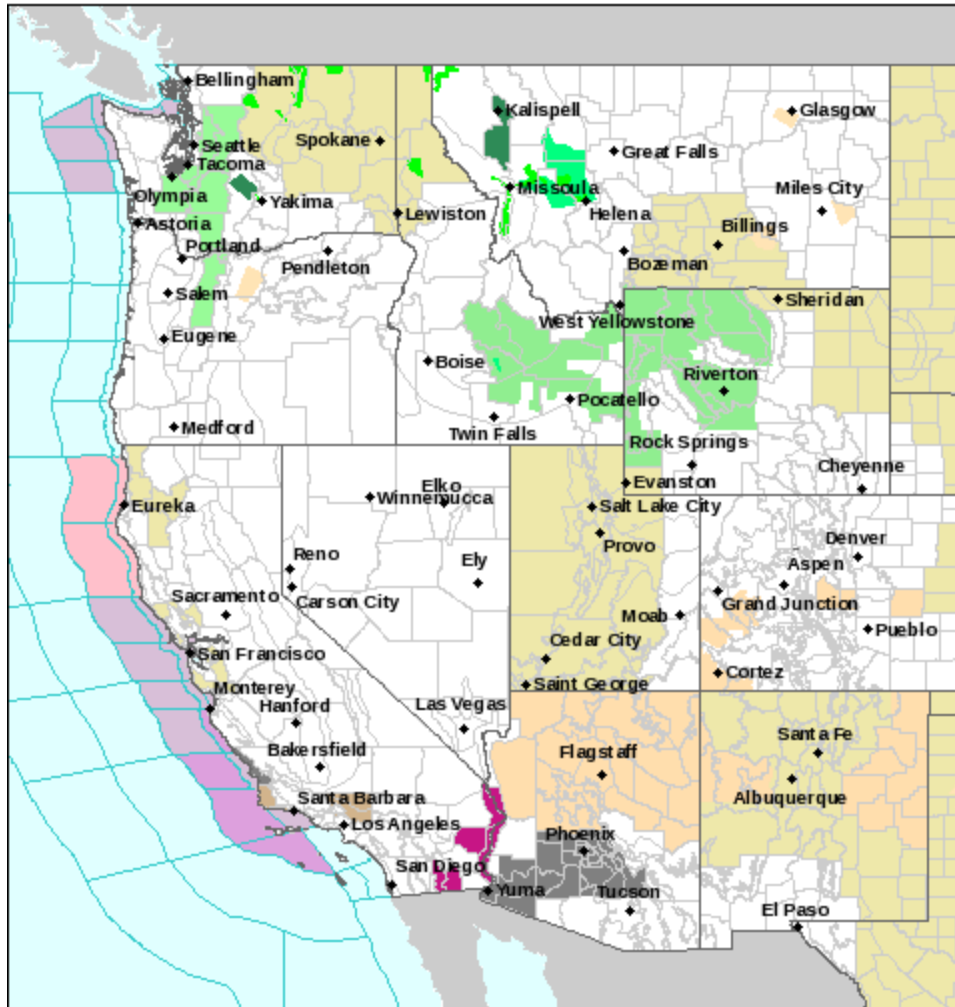 Bellingham
Kalispell
Glasgow
Seattle
Spokane
Great Falls
Tacoma
Olympia
Missoula
Miles City
Yakima
Lewiston
Helena
Astoria
Billings
Portland
Pendleton
Bozeman
Salem
Sheridan
West Yellowstone
Eugene
Boise
Riverton
Pocatello
Medford
Twin Falls
Rock Springs
Cheyenne
Evanston
Elko
Winnemucca
Eureka
Salt Lake City
Provo
Denver
Reno
Ely
Aspen
Sacramento
Carson City
Grand Junction
Moab
Pueblo
Cedar City
San Francisco
Cortez
Saint George
Monterey
Hanford
Las Vegas
Santa Fe
Bakersfield
Flagstaff
Albuquerque
Santa Barbara
Los Angeles
Phoenix
San Diego
Yuma
Tucson
El Paso